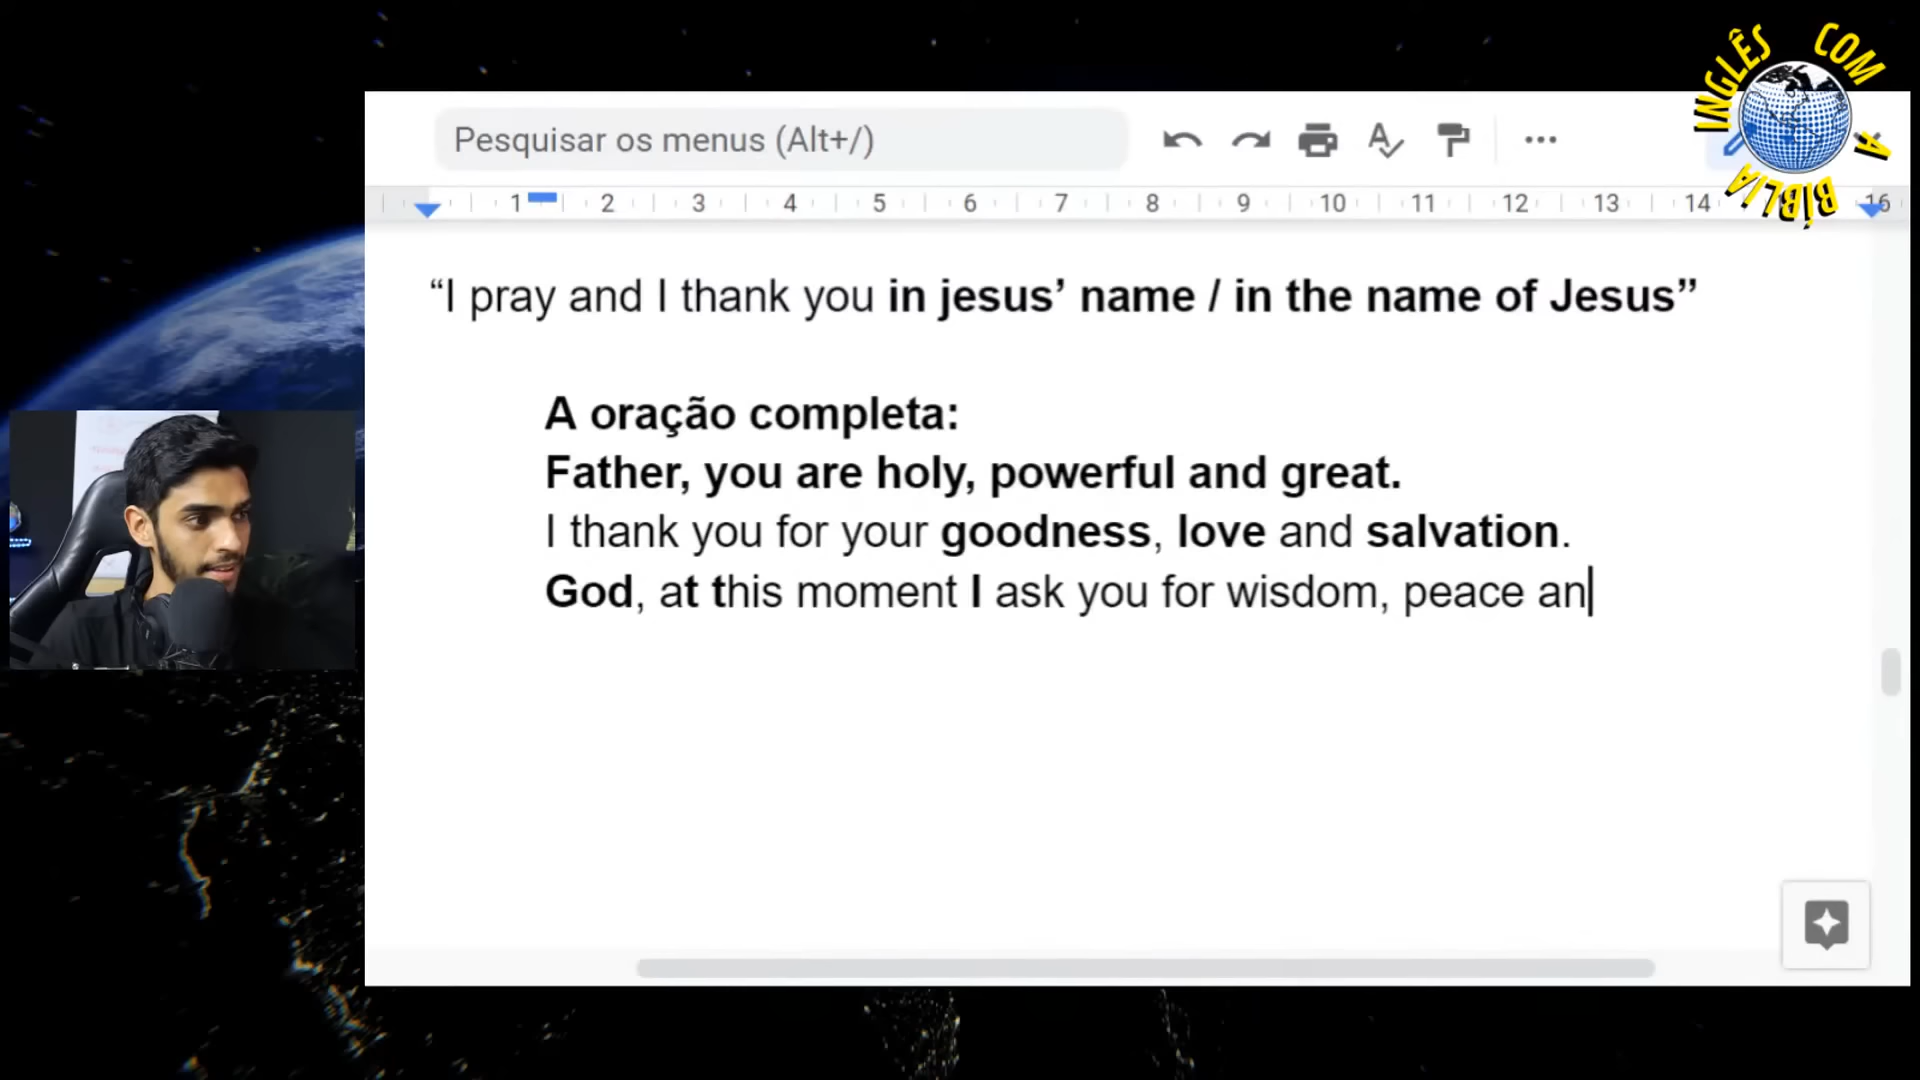 INGLÊS COM A BÍBLIA
Pesquisar os menus (Alt+/)
1 2 3 4 5 6 7 8 9 10 11 12 13 14 16
“I pray and I thank you in jesus’ name / in the name of Jesus”
A oração completa:
Father, you are holy, powerful and great.
I thank you for your goodness, love and salvation.
God, at this moment I ask you for wisdom, peace an